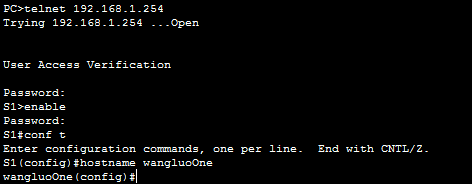 PC>telnet 192.168.1.254
Trying 192.168.1.254 ...Open
User Access Verification
Password:
S1>enable
Password:
S1#conf t
Enter configuration commands, one per line.  End with CNTL/Z.
S1(config)#hostname wangluoOne
wangluoOne(config)#